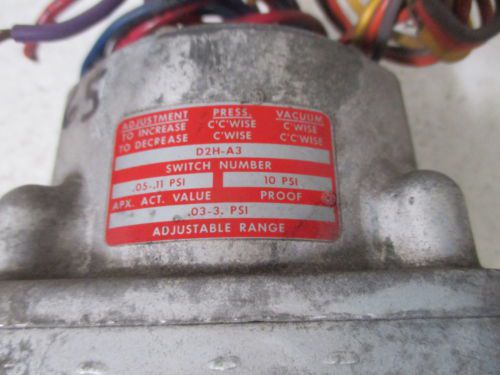 ADJUSTMENT PRESS. VACUUM
TO INCREASE C'C'WISE C'WISE
TO DECREASE C'WISE C'C'WISE
D2H-A3
SWITCH NUMBER
.05-.11 PSI 10 PSI
APX. ACT. VALUE PROOF
.03-3. PSI
ADJUSTABLE RANGE